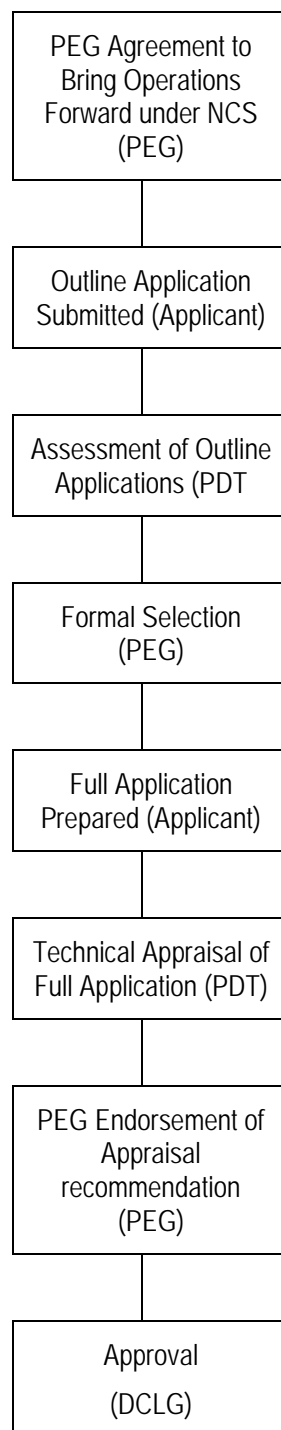 PEG Agreement to
Bring Operations
Forward under NCS
(PEG)
Outline Application
Submitted (Applicant)
Assessment of Outline
Applications (PDT
Formal Selection
(PEG)
Full Application
Prepared (Applicant)
Technical Appraisal of
Full Application (PDT)
PEG Endorsement of
Appraisal
recommendation
(PEG)
Approval
(DCLG)